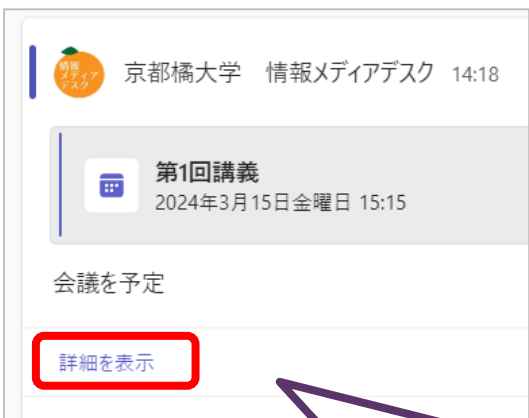 情報
メディア
デスク
京都橘大学 情報メディアデスク 14:18
第1回講義
2024年3月15日金曜日 15:15
会議を予定
詳細を表示